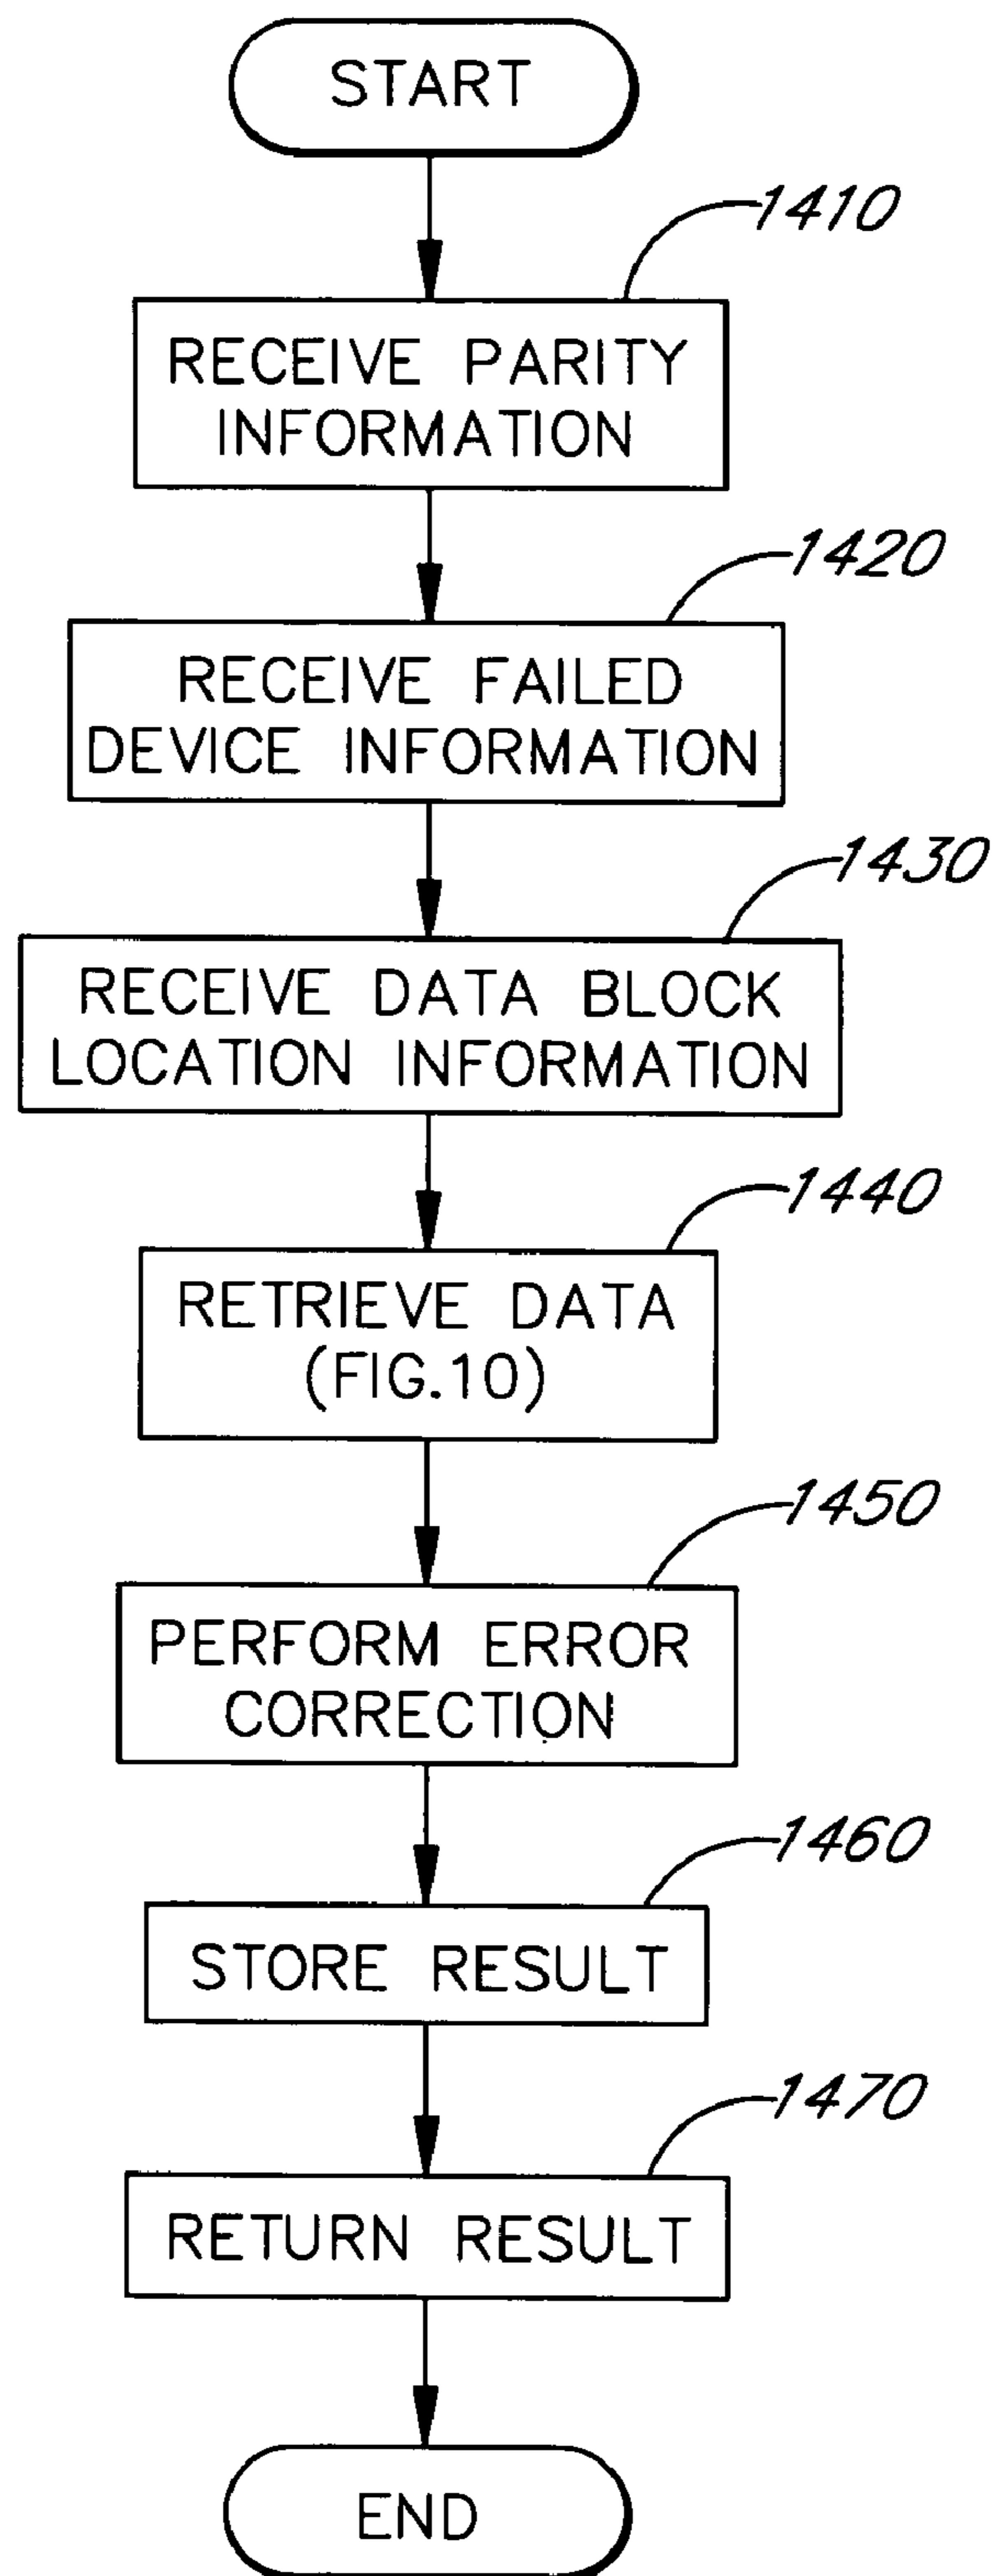 START
1410
RECEIVE PARITY
INFORMATION
1420
RECEIVE FAILED
DEVICE INFORMATION
1430
RECEIVE DATA BLOCK
LOCATION INFORMATION
1440
RETRIEVE DATA
(FIG.10)
1450
PERFORM ERROR
CORRECTION
1460
STORE RESULT
1470
RETURN RESULT
END